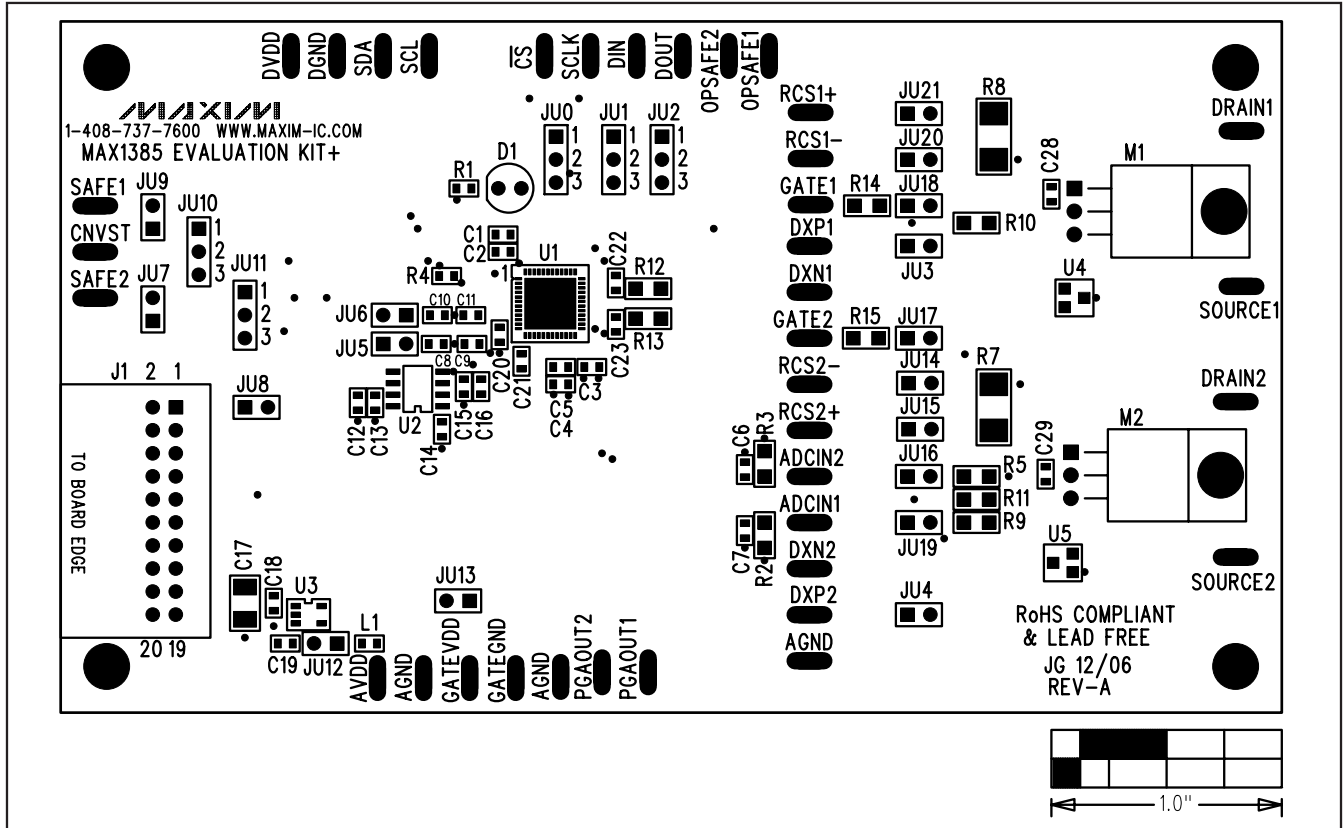 DVDD DGND SDA SCL CS SCLK DIN DOUT OPSAFE2 OPSAFE1
MAXIM
1-408-737-7600 WWW.MAXIM-IC.COM
MAX1385 EVALUATION KIT+
JU0 JU1 JU2
1 1 1
2 2 2
3 3 3
D1
R1
RCS1+
RCS1-
GATE1
DXP1
DXN1
GATE2
RCS2-
RCS2+
ADCIN2
ADCIN1
DXN2
DXP2
AGND
JU21
JU20
R14 JU18
JU3
R15 JU17
JU14
JU15
JU16
JU19
JU4
R8
R10
R7
R5
R11
R9
C28
M1
DRAIN1
U4
SOURCE1
DRAIN2
C29
M2
U5
SOURCE2
SAFE1
CNVST
SAFE2
JU9
JU7
JU10
1
2
3
JU11
1
2
3
C1
C2
U1
1
R4
C22
R12
R13
C23
C10 C11
JU6
JU5
C8 C9
C20
C21
C3
C5
C4
U2
C12
C13
C14
C15
C16
C6
R3
C7
R2
J1 2 1
JU8
TO BOARD EDGE
20 19
C17
C18
U3
C19
JU12
L1
JU13
AVDD AGND GATEVDD GATEGND AGND PGAOUT2 PGAOUT1
RoHS COMPLIANT
& LEAD FREE
JG 12/06
REV-A
1.0"